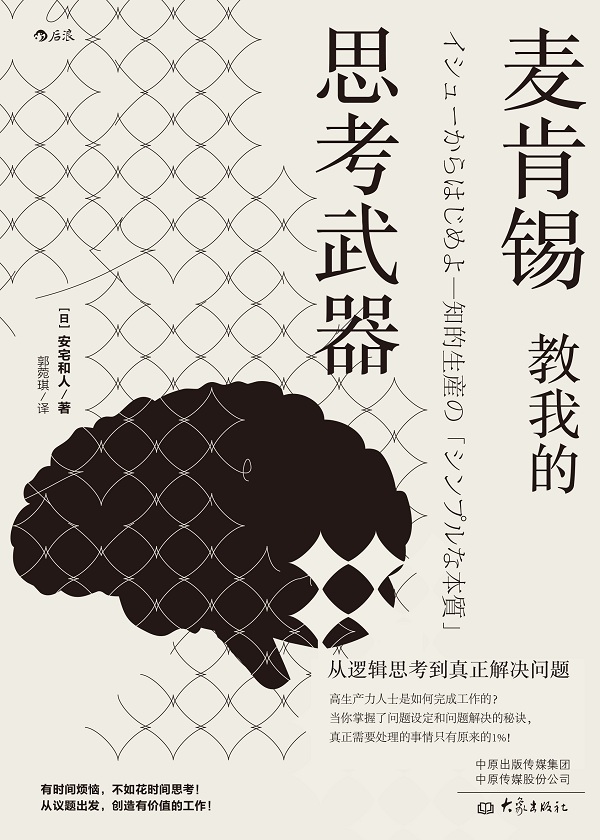 后浪
麦肯锡
教我的
イシューからはじめよ—知的生産の「シンプルな本質」
思考武器
[日] 安宅和人/著
郭菀琪/译
从逻辑思考到真正解决问题
高生产力人士是如何完成工作的?
当你掌握了问题设定和问题解决的秘诀,
真正需要处理的事情只有原来的1%!
中原出版传媒集团
中原传媒股份公司
大象出版社
有时间烦恼,不如花时间思考!
从议题出发,创造有价值的工作!